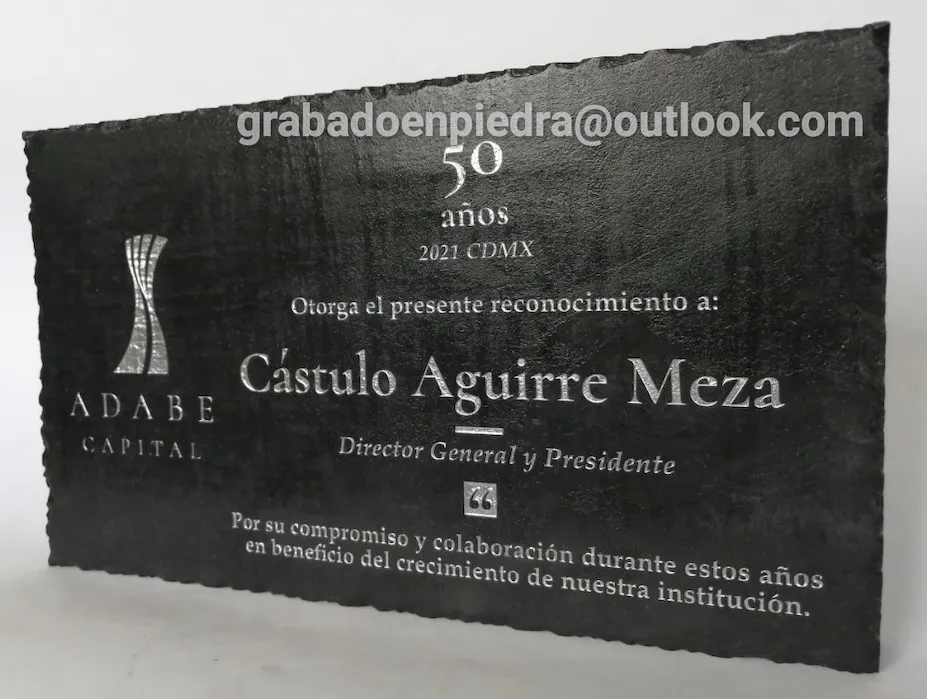 grabadoenpiedra@outlook.com
50
años
2021 CDMX
Otorga el presente reconocimiento a:
Cástulo Aguirre Meza
Director General y Presidente
ADABE
CAPITAL
“
Por su compromiso y colaboración durante estos años
en beneficio del crecimiento de nuestra institución.